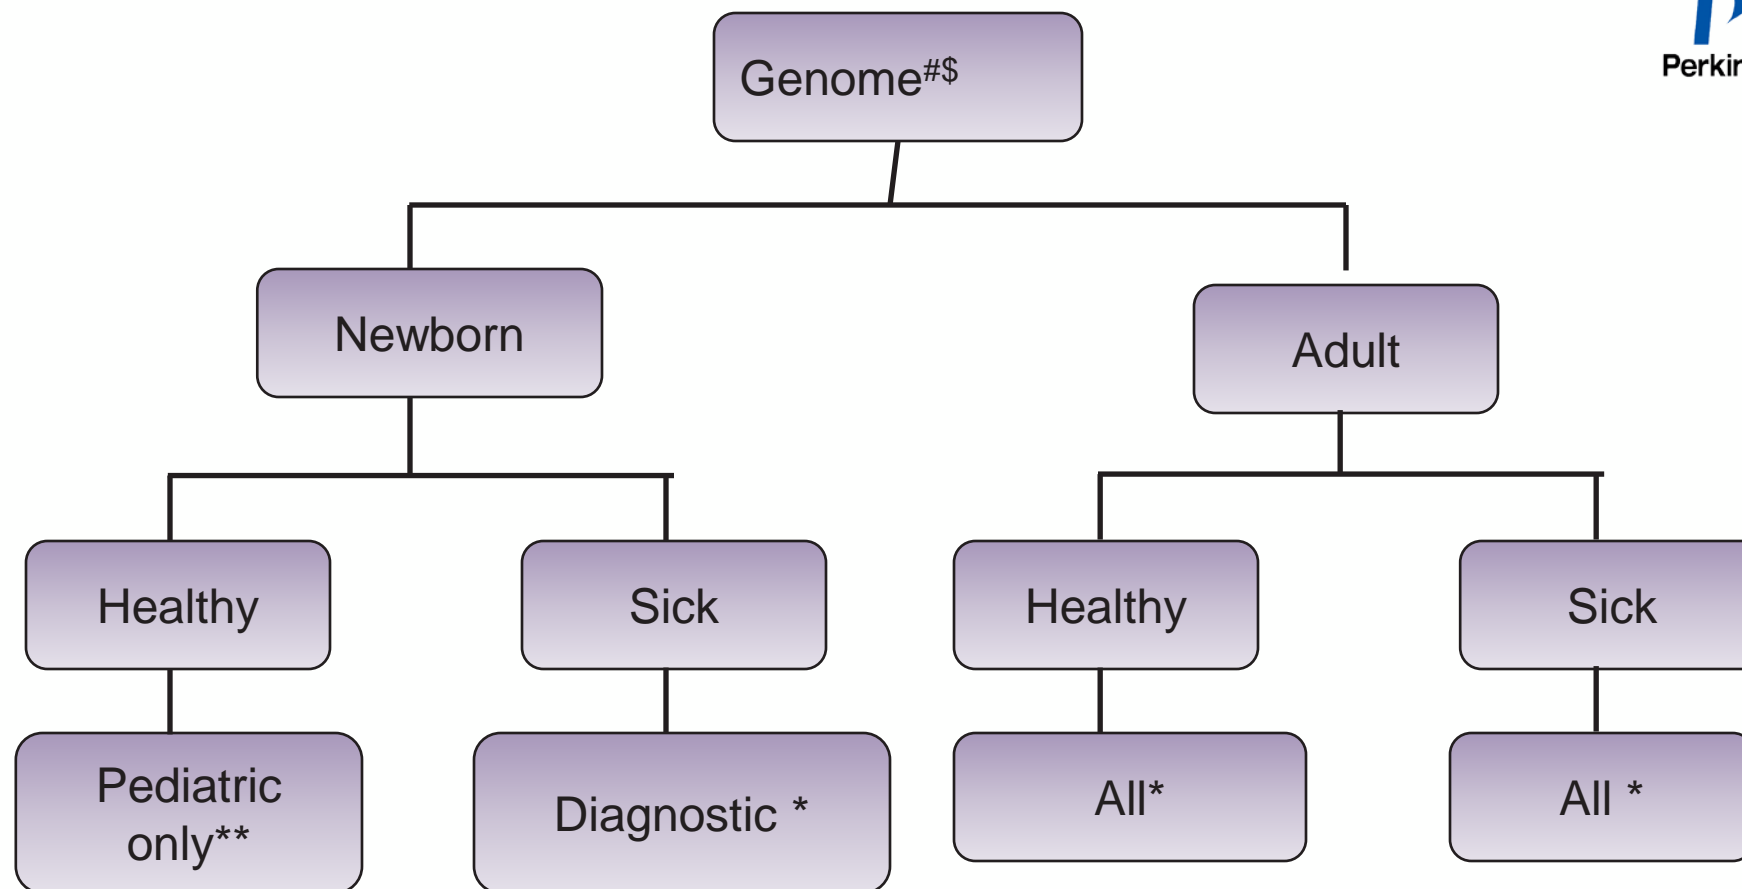 Genome#$
Perkin
Newborn
Adult
Healthy
Sick
Healthy
Sick
Pediatric
only**
Diagnostic *
All*
All *